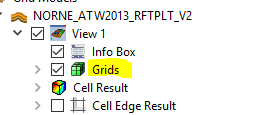 NORNE_ATW2013_RFTPLT_V2
View 1
Info Box
Grids
Cell Result
Cell Edge Result